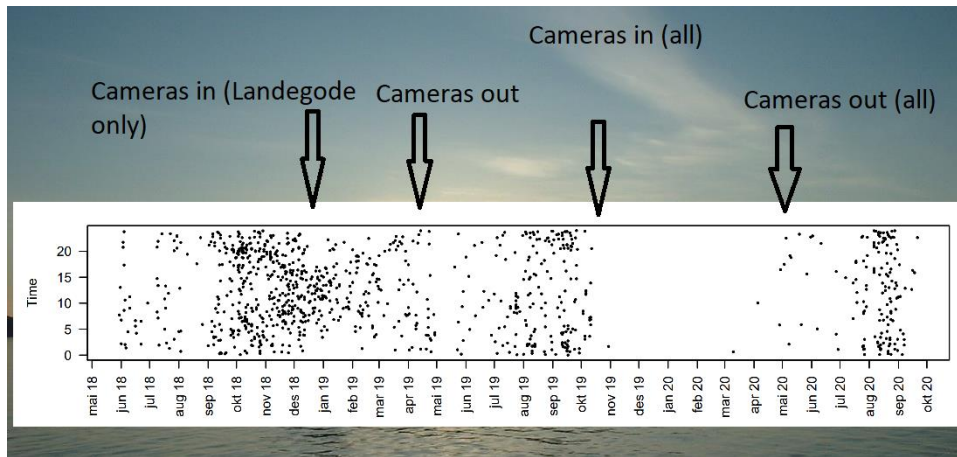 Cameras in (all)
Cameras in (Landegode
only)
Cameras out
Cameras out (all)
Time
20
15
10
5
0
mai 18
jun 18
jul 18
aug 18
sep 18
okt 18
nov 18
des 18
jan 19
feb 19
mar 19
apr 19
mai 19
jun 19
jul 19
aug 19
sep 19
okt 19
nov 19
des 19
jan 20
feb 20
mar 20
apr 20
mai 20
jun 20
jul 20
aug 20
sep 20
okt 20